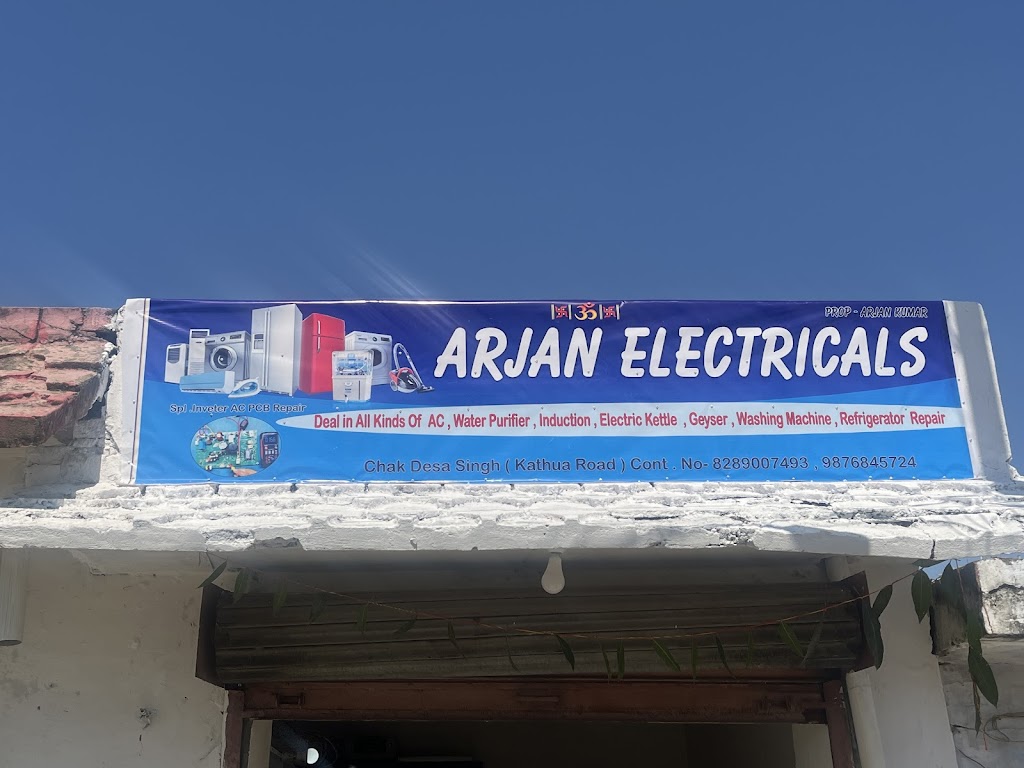 ॐ
PROP - ARJAN KUMAR
ARJAN ELECTRICALS
Spl .Jnveter AC PCB Repair
Deal in All Kinds Of AC , Water Purifier , Induction , Electric Kettle , Geyser , Washing Machine , Refrigerator Repair
Chak Desa Singh ( Kathua Road ) Cont . No- 8289007493 , 9876845724